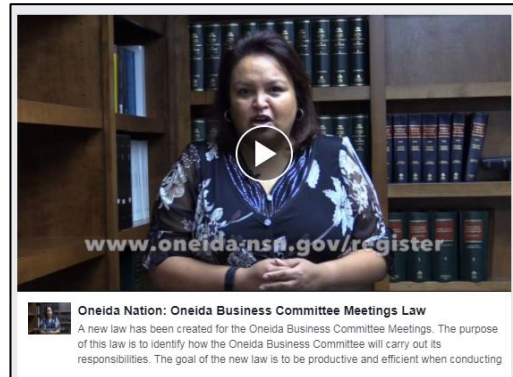 www.oneida-nsn.gov/register
Oneida Nation: Oneida Business Committee Meetings Law
A new law has been created for the Oneida Business Committee Meetings. The purpose
of this law is to identify how the Oneida Business Committee will carry out its
responsibilities. The goal of the new law is to be productive and efficient when conducting